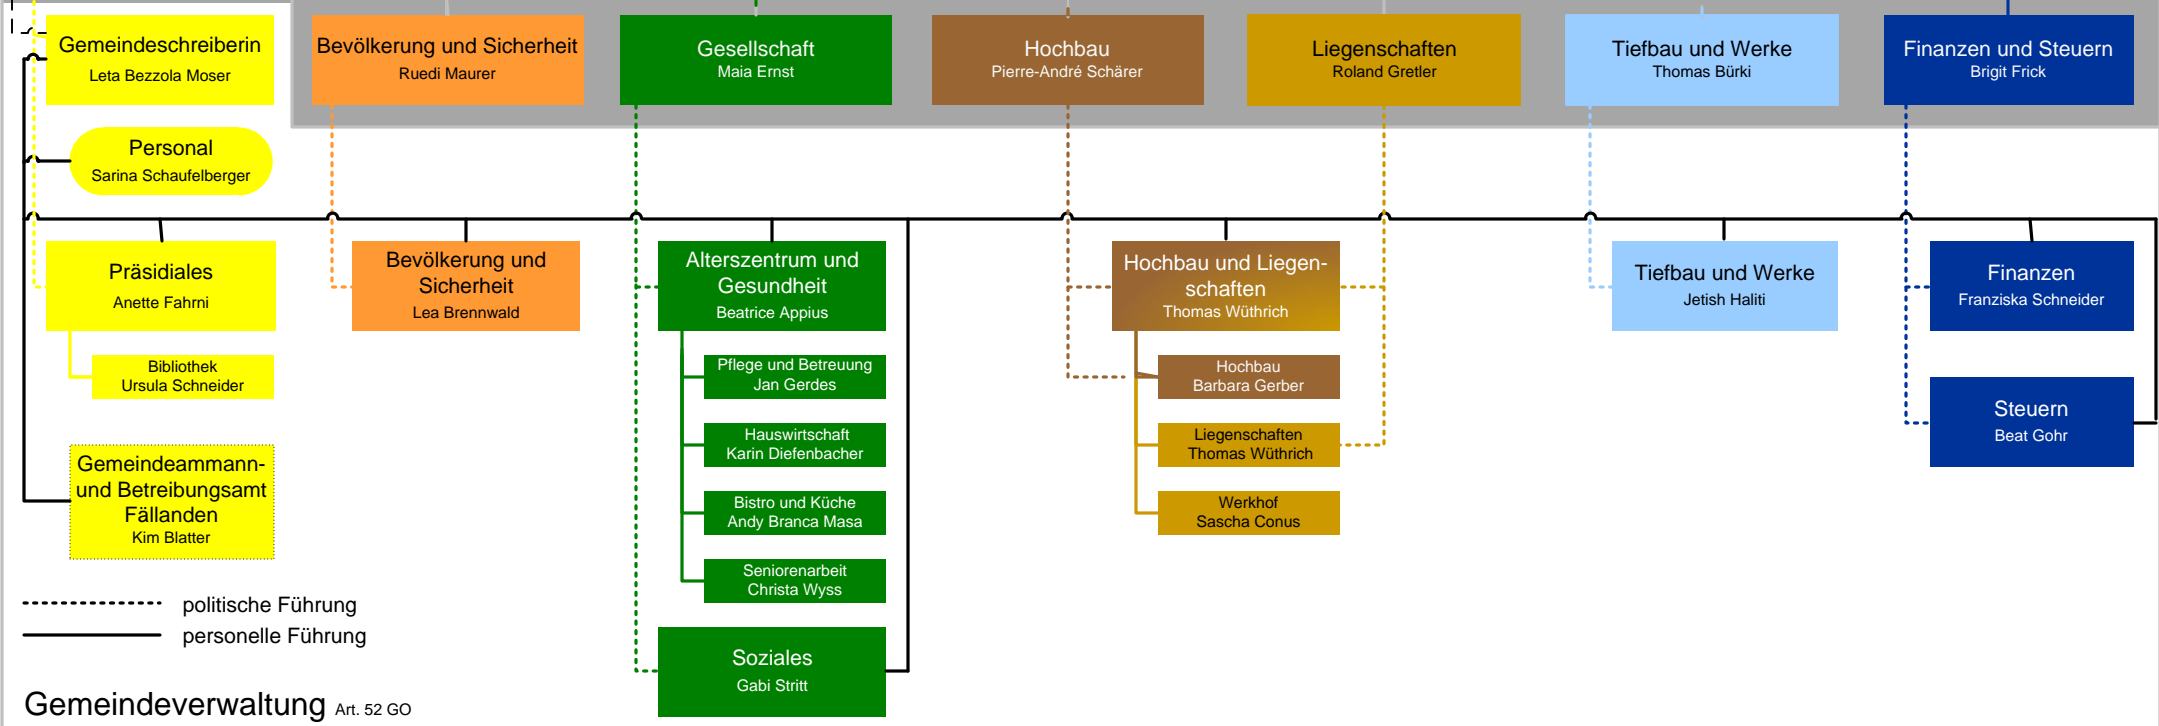 Gemeindeschreiberin
Leta Bezzola Moser
Bevölkerung und Sicherheit
Ruedi Maurer
Gesellschaft
Maia Ernst
Hochbau
Pierre-André Schärer
Liegenschaften
Roland Gretler
Tiefbau und Werke
Thomas Bürki
Finanzen und Steuern
Brigit Frick
Personal
Sarina Schaufelberger
Präsidiales
Anette Fahrni
Bibliothek
Ursula Schneider
Gemeindeammann-
und Betreibungsamt
Fällanden
Kim Blatter
Bevölkerung und
Sicherheit
Lea Brennwald
Alterszentrum und
Gesundheit
Beatrice Appius
Pflege und Betreuung
Jan Gerdes
Hauswirtschaft
Karin Diefenbacher
Bistro und Küche
Andy Branca Masa
Seniorenarbeit
Christa Wyss
Soziales
Gabi Stritt
Hochbau und Liegen-
schaften
Thomas Wüthrich
Hochbau
Barbara Gerber
Liegenschaften
Thomas Wüthrich
Werkhof
Sascha Conus
Tiefbau und Werke
Jetish Haliti
Finanzen
Franziska Schneider
Steuern
Beat Gohr
politische Führung
personelle Führung
Gemeindeverwaltung Art. 52 GO